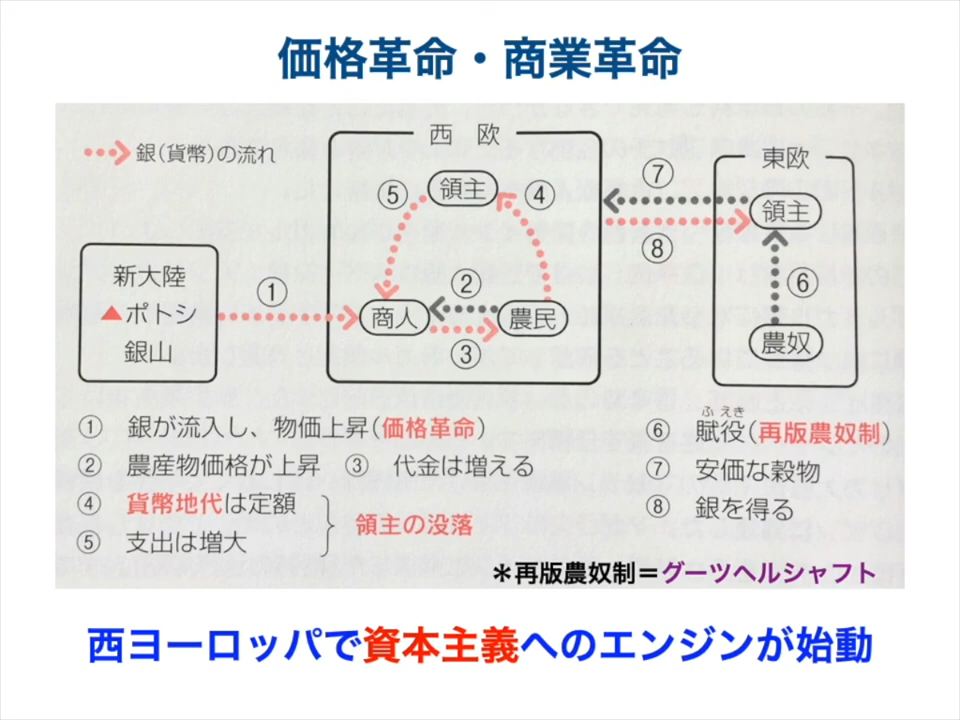 価格革命・商業革命
銀(貨幣)の流れ
西 欧
東欧
⑤
領主
④
⑦
領主
⑧
新大陸
▲ポトシ
銀山
①
商人
②
農民
③
⑥
農奴
① 銀が流入し、物価上昇(価格革命)
② 農産物価格が上昇 ③ 代金は増える
④ 貨幣地代は定額
⑤ 支出は増大
領主の没落
ふ えき
⑥ 賦役(再版農奴制)
⑦ 安価な穀物
⑧ 銀を得る
＊再版農奴制＝グーツヘルシャフト
西ヨーロッパで資本主義へのエンジンが始動